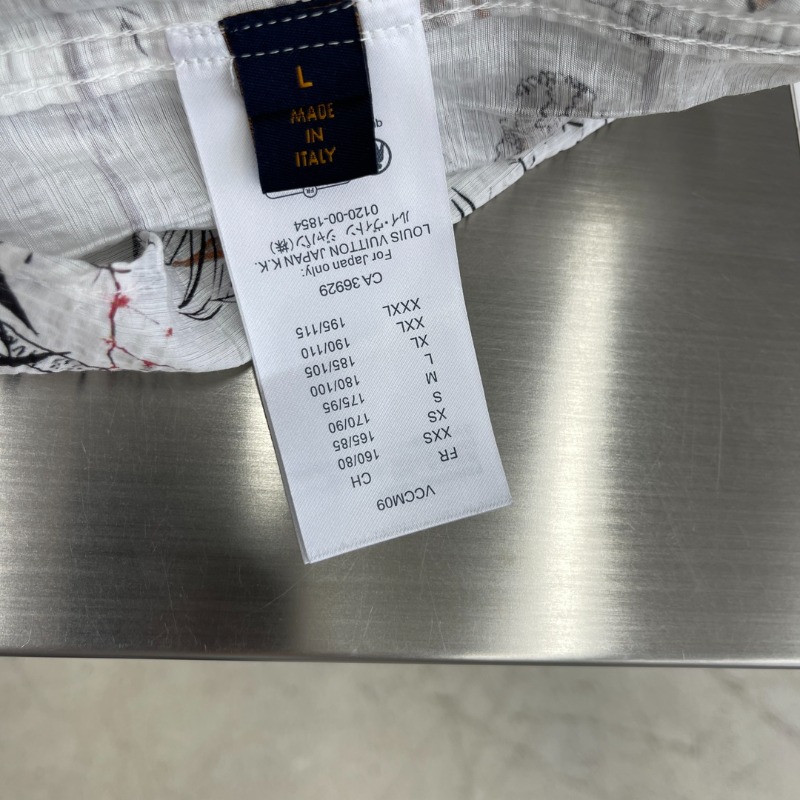 L
MADE
IN
ITALY
VCCM09
FR CH
XXS 160/80
XS 165/85
S 170/90
M 175/95
L 180/100
XL 185/105
XXL 190/110
XXXL 195/115
CA 36929
For Japan only:
LOUIS VUITTON JAPAN K.K.
ルイ・ヴィトン ジャパン(株)
0120-00-1854
FR